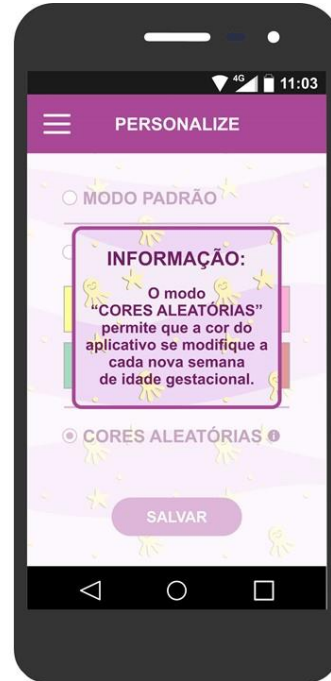 4G 11:03
PERSONALIZE
MODO PADRÃO
INFORMAÇÃO:
O modo
“CORES ALEATÓRIAS”
permite que a cor do
aplicativo se modifique a
cada nova semana
de idade gestacional.
CORES ALEATÓRIAS
SALVAR